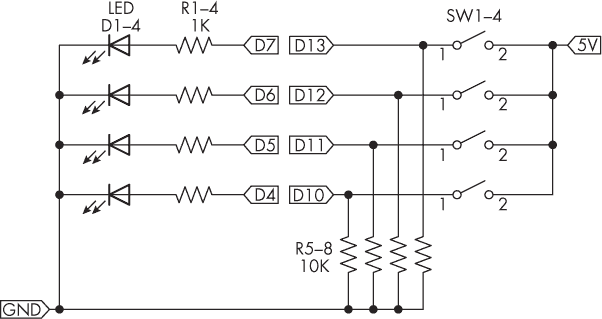 LED
D1–4
R1–4
1K
SW1–4
D7
D13
1
2
5V
D6
D12
1
2
D5
D11
1
2
D4
D10
1
2
R5–8
10K
GND